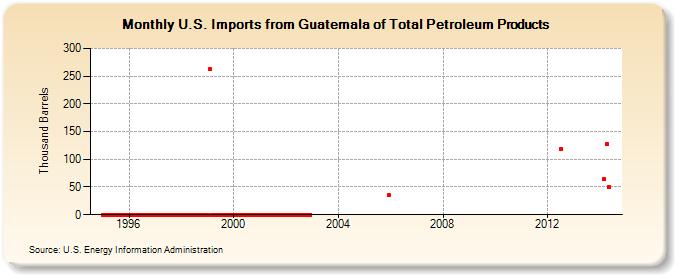 Monthly U.S. Imports from Guatemala of Total Petroleum Products
Thousand Barrels
300
250
200
150
100
50
0
1996 2000 2004 2008 2012
Source: U.S. Energy Information Administration